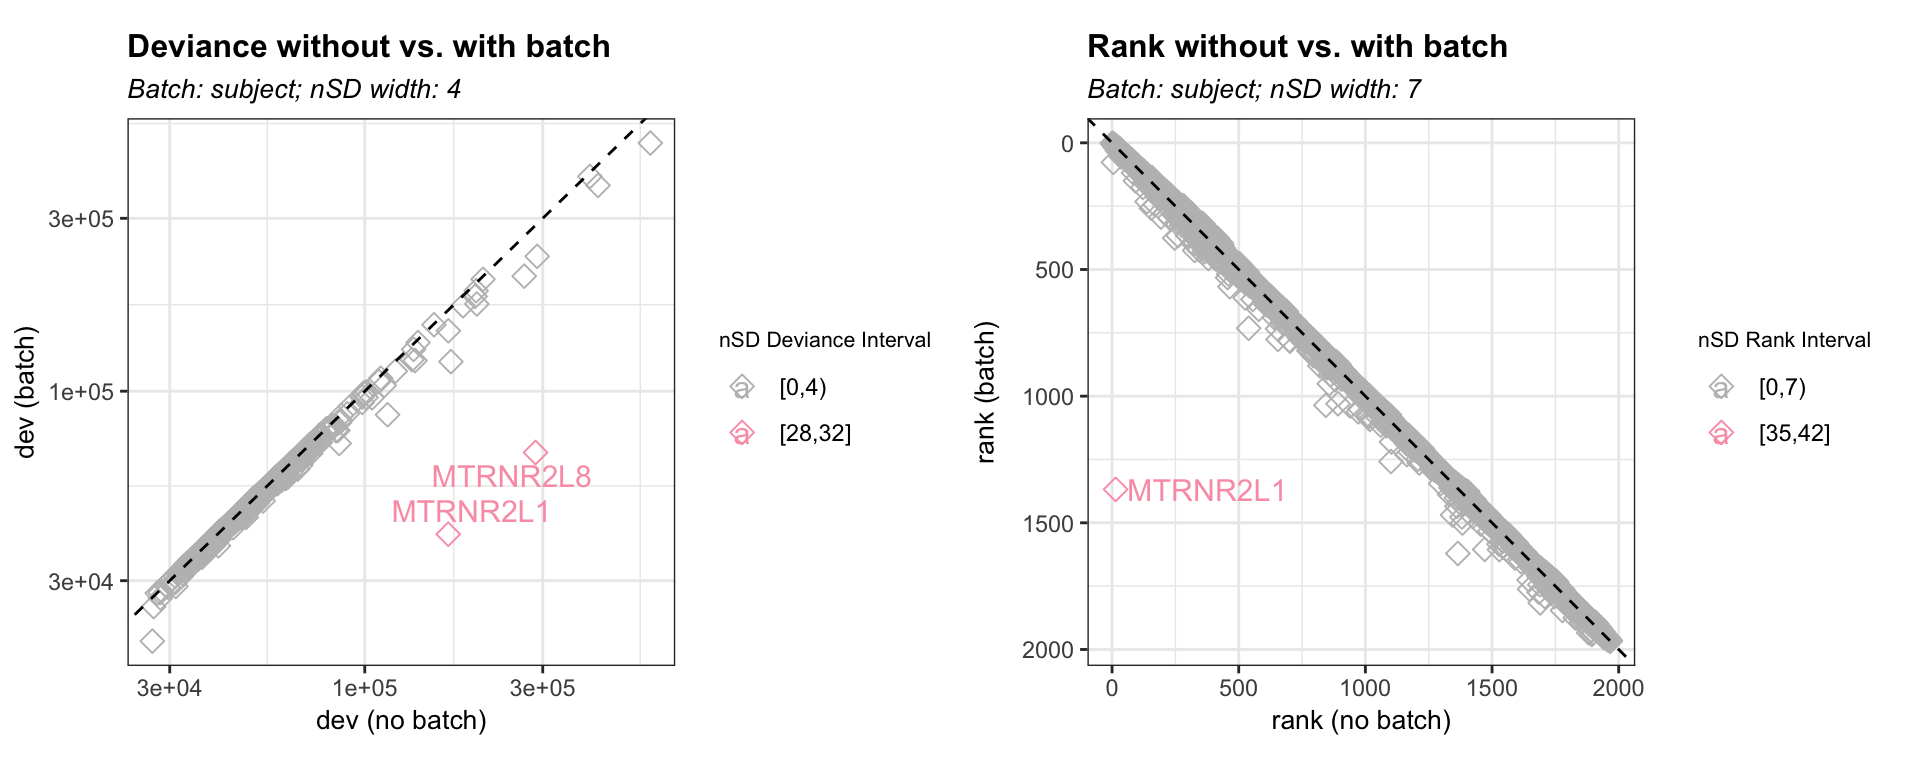 Deviance without vs. with batch
Batch: subject; nSD width: 4
dev (batch)
3e+05
1e+05
3e+04
MTRNR2L8
MTRNR2L1
3e+04 1e+05 3e+05
dev (no batch)
nSD Deviance Interval
a [0,4)
a [28,32]
Rank without vs. with batch
Batch: subject; nSD width: 7
rank (batch)
0
500
1000
1500
2000
MTRNR2L1
0 500 1000 1500 2000
rank (no batch)
nSD Rank Interval
a [0,7)
a [35,42]